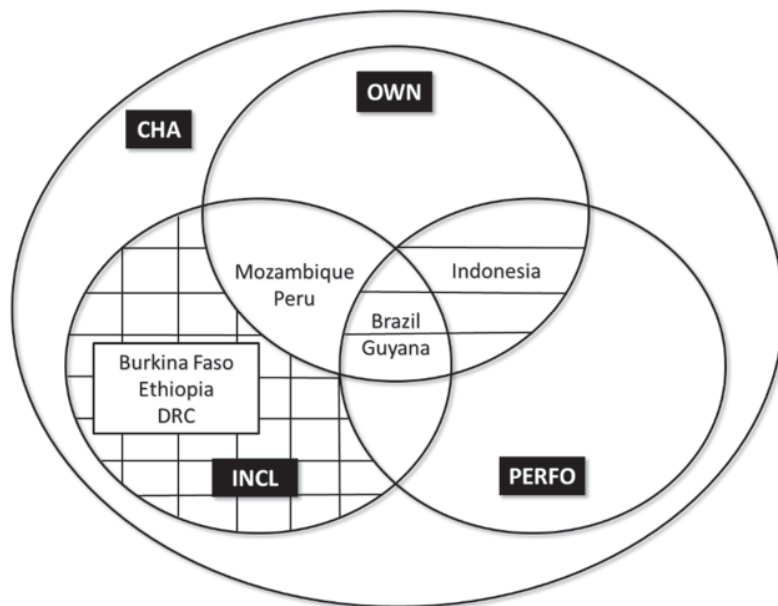 OWN
CHA
Mozambique
Peru
Indonesia
Brazil
Guyana
Burkina Faso
Ethiopia
DRC
INCL
PERFO